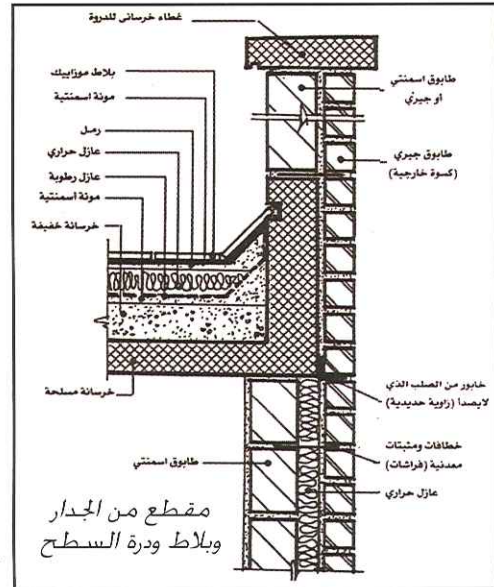 غطاء خرسانى للدروة
بلاط موزاييك
مونة اسمنتية
رمل
عازل حراري
عازل رطوبة
مونة أسمنتية
خرسانة خفيفة
خرسانة مسلحة
طابوق اسمنتي
طابوق اسمنتي
أو جيري
طابوق جيري
(كسوة خارجية)
خابور من الصلب الذي
لايصدأ (زاوية حديدية)
خطافات ومثبتات
معدنية (فراشات)
عازل حراري
مقطع من الجدار
وبلاط ودرة السطح